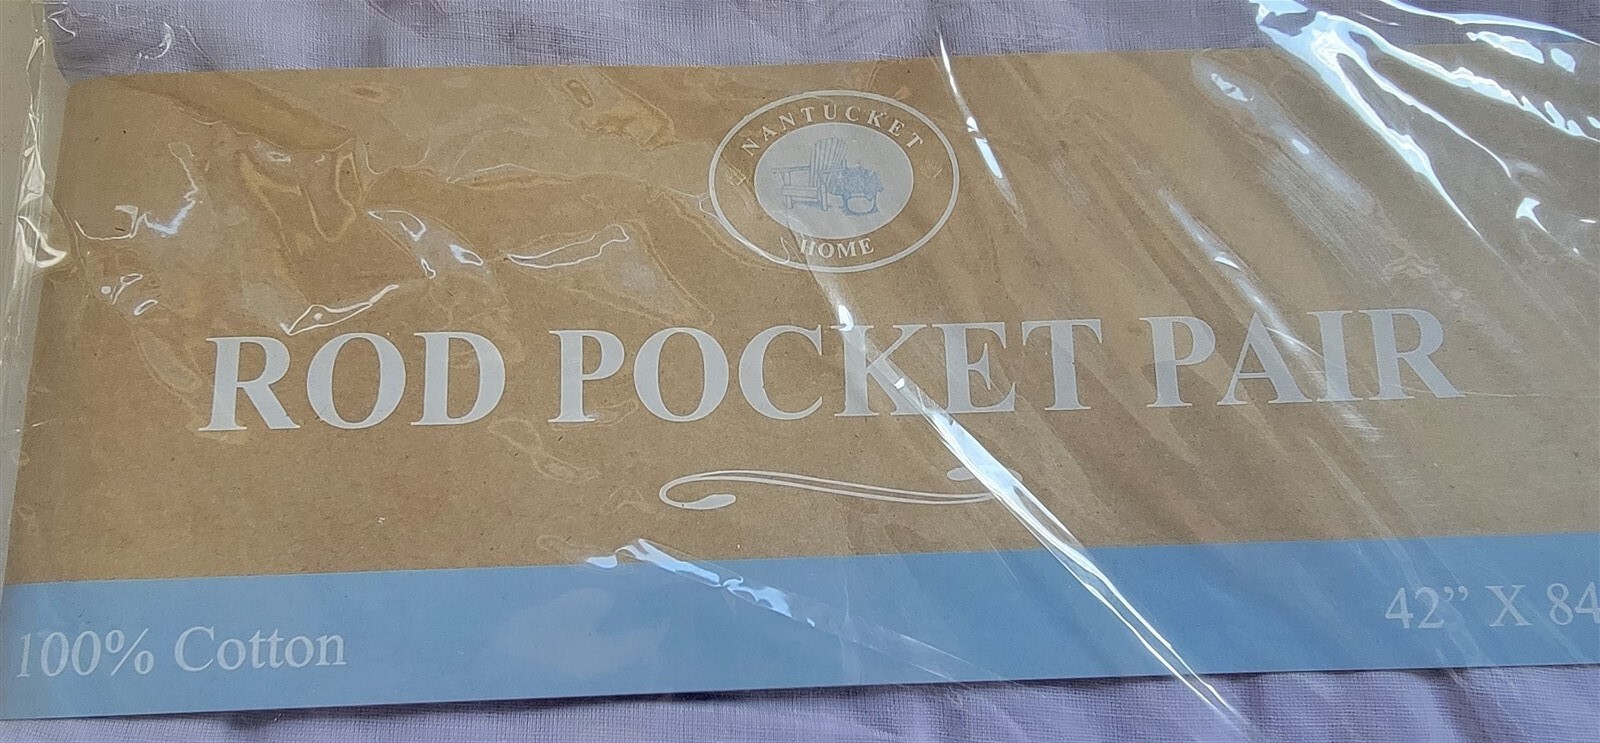 NANTUCKET
HOME
ROD POCKET PAIR
100% Cotton
42” X 84